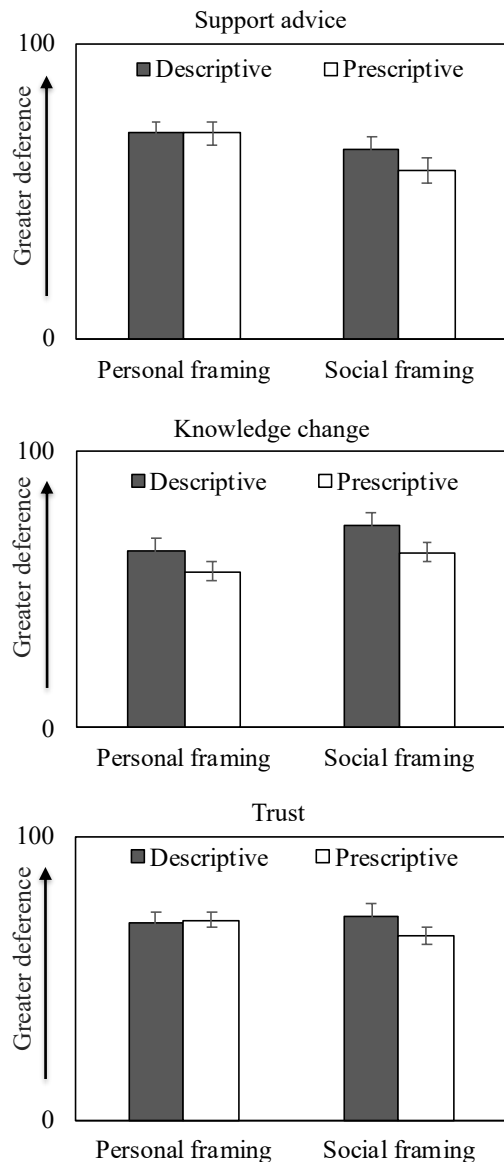 Support advice
100
Descriptive Prescriptive
Greater deference
0
Personal framing Social framing
Knowledge change
100
Descriptive Prescriptive
Greater deference
0
Personal framing Social framing
Trust
100
Descriptive Prescriptive
Greater deference
0
Personal framing Social framing